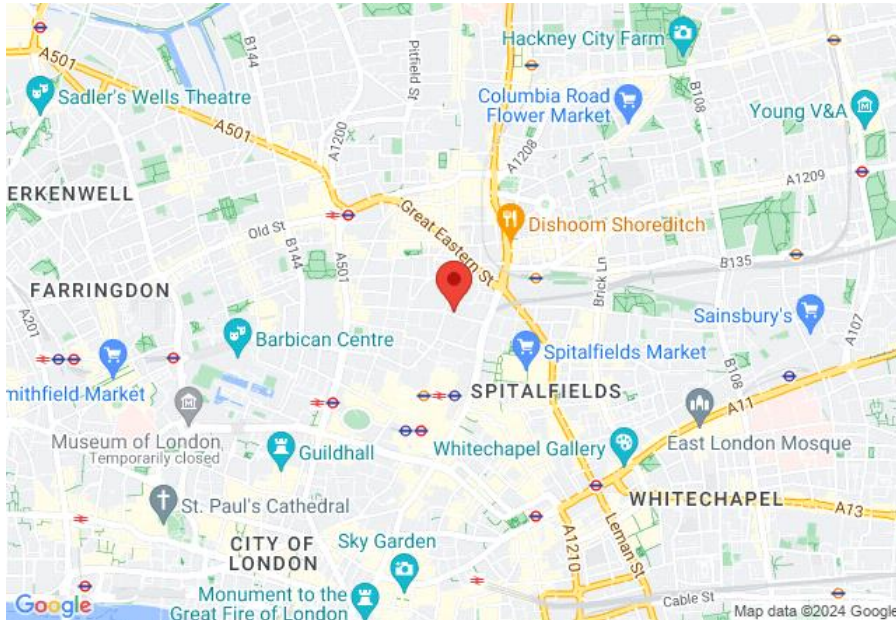 Hackney City Farm
A501
B144
Pitfield St
Sadler's Wells Theatre
Columbia Road
Flower Market
B108
Young V&A
A501
A1200
A1208
ERKENWELL
A1209
Great Eastern St
Dishoom Shoreditch
Old St
B144
A501
B135
Brick Ln
FARRINGDON
Sainsbury's
A201
A107
Barbican Centre
Spitalfields Market
mithfield Market
B108
SPITALFIELDS
A11
Museum of London
Temporarily closed
Guildhall
Whitechapel Gallery
East London Mosque
St. Paul's Cathedral
WHITECHAPEL
A13
CITY OF
LONDON
Sky Garden
A1210
Leman St
Monument to the
Great Fire of London
Cable St
Google
Map data ©2024 Google